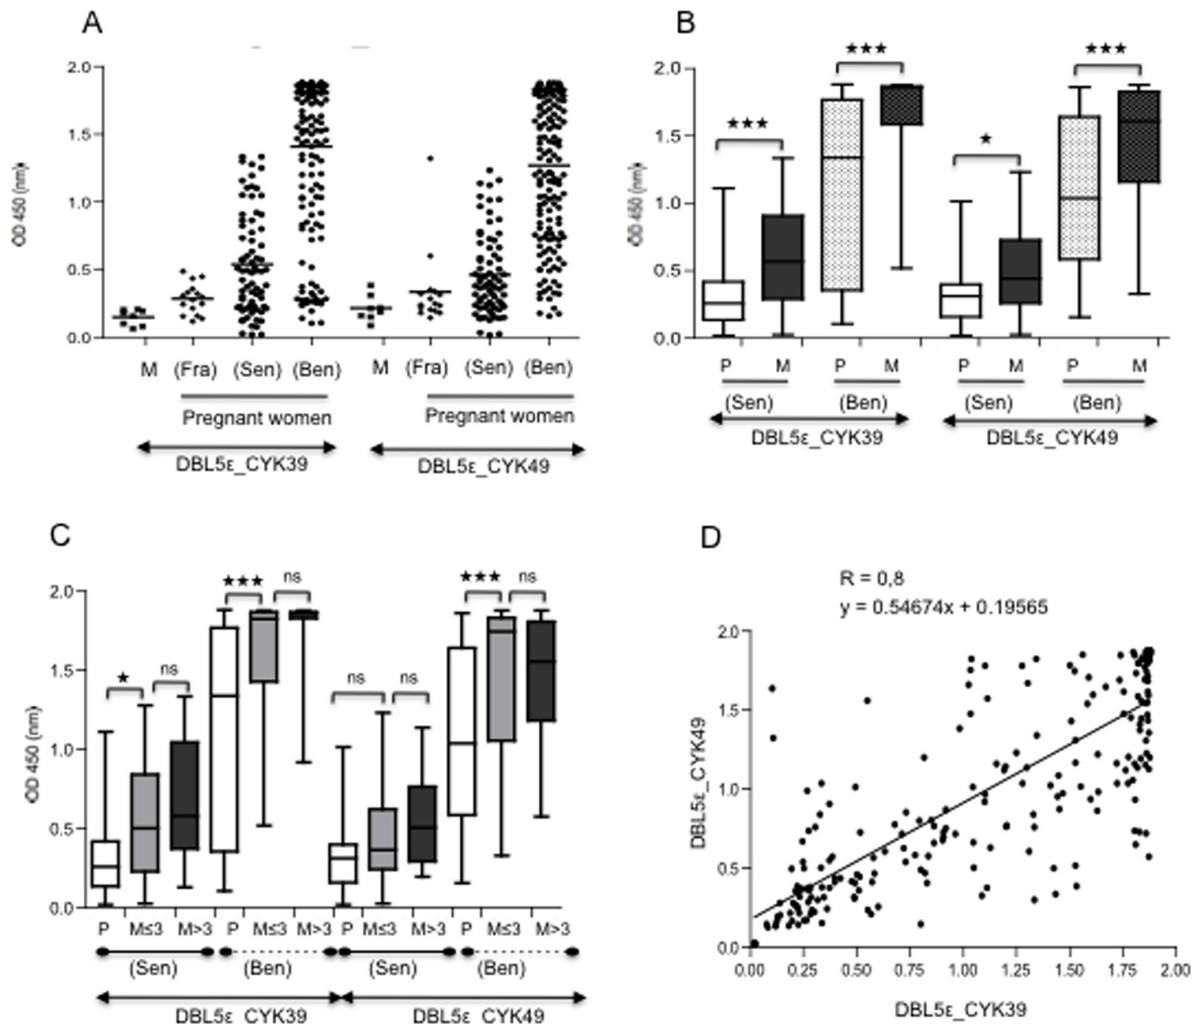 A
2.0
1.5
1.0
0.5
0.0
OD 450 (nm)
M (Fra) (Sen) (Ben) M (Fra) (Sen) (Ben)
Pregnant women Pregnant women
DBL5ε_CYK39 DBL5ε_CYK49
B
2.0
1.5
1.0
0.5
0.0
OD 450 (nm)
★★★ ★★★ ★ ★★★
P M P M P M P M
(Sen) (Ben) (Sen) (Ben)
DBL5ε_CYK39 DBL5ε_CYK49
C
2.0
1.5
1.0
0.5
0.0
OD 450 (nm)
★ ns ★★★ ns ns ns ★★★ ns
P M≤3 M>3 P M≤3 M>3 P M≤3 M>3 P M≤3 M>3
(Sen) (Ben) (Sen) (Ben)
DBL5ε_CYK39 DBL5ε_CYK49
D
R = 0,8
y = 0.54674x + 0.19565
2.0
1.5
1.0
0.5
0.0
DBL5ε_CYK49
0.00 0.25 0.50 0.75 1.00 1.25 1.50 1.75 2.00
DBL5ε_CYK39